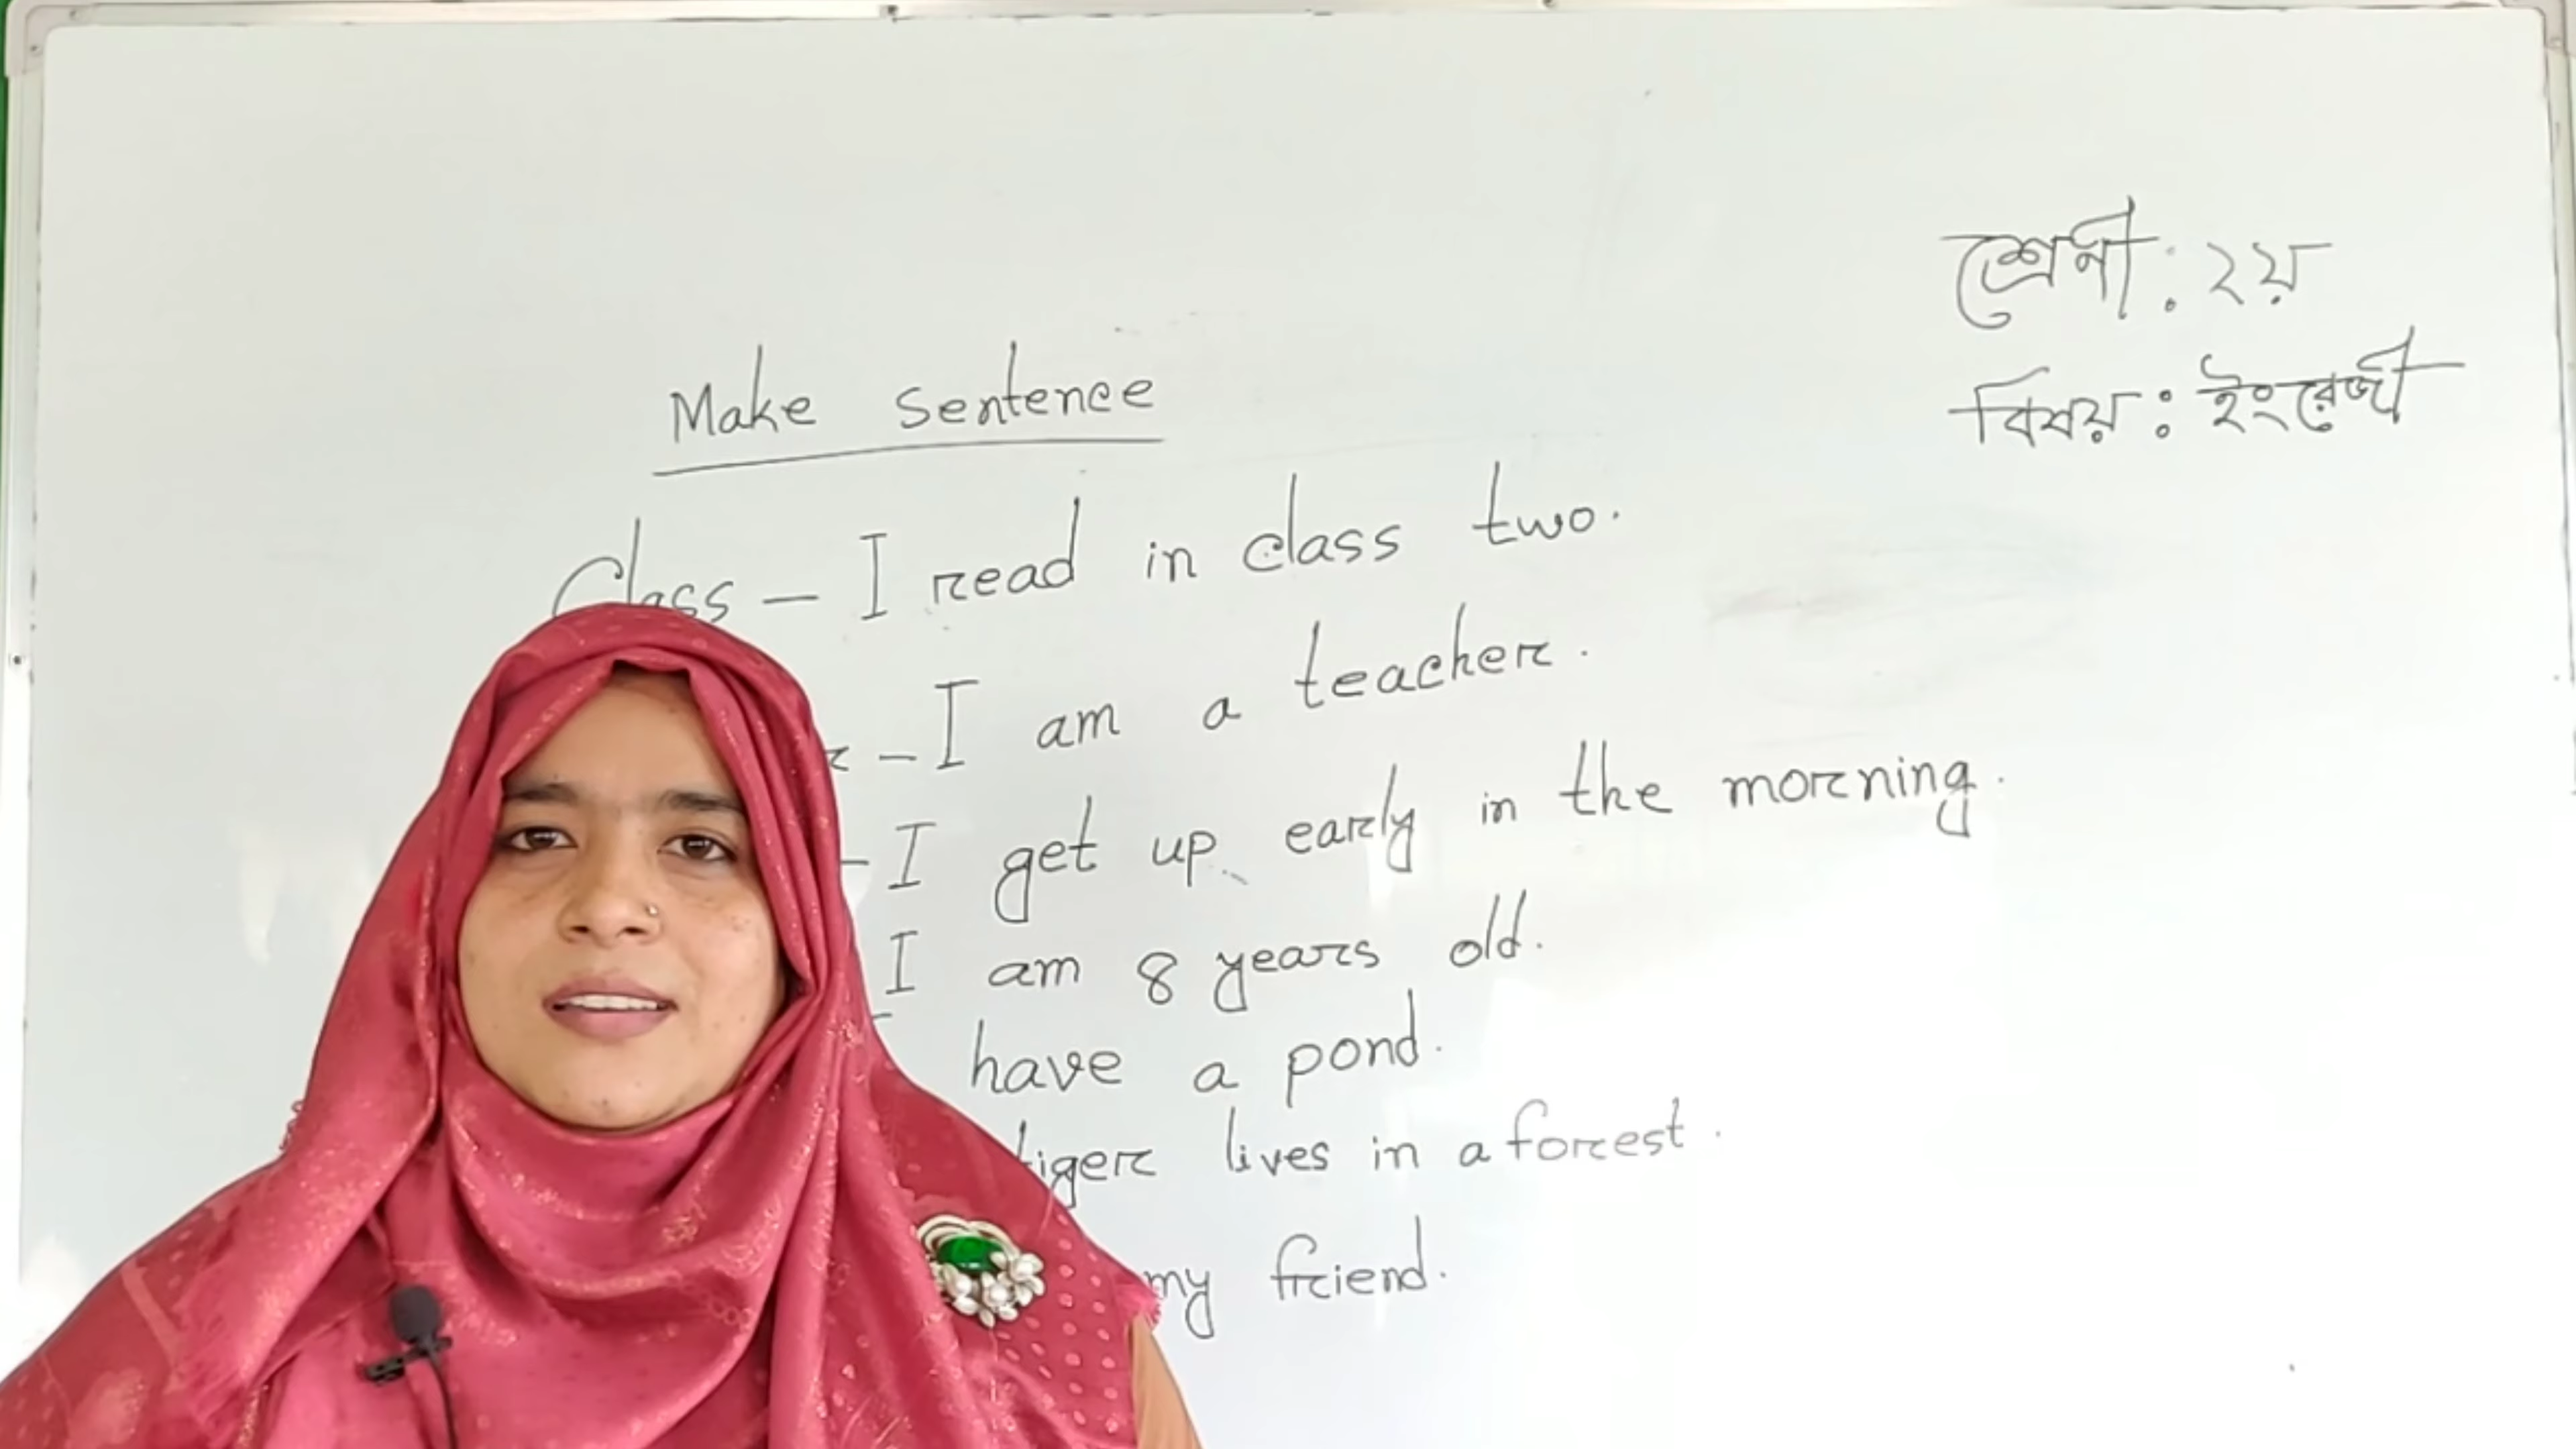 শ্রেণী : ২য়
বিষয় : ইংরেজী
Make Sentence
Class – I read in class two.
– I am a teacher.
– I get up early in the morning.
I am 8 years old.
have a pond.
tiger lives in a forest.
my friend.